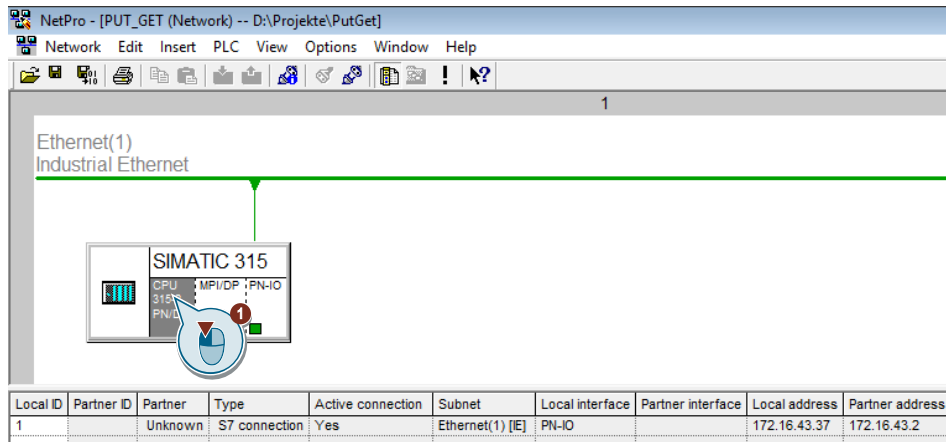 NetPro - [PUT_GET (Network) -- D:\Projekte\PutGet]
Network Edit Insert PLC View Options Window Help
1
Ethernet(1)
Industrial Ethernet
SIMATIC 315
CPU MPI/DP PN-IO
PN/D
1
Local ID Partner ID Partner Type Active connection Subnet Local interface Partner interface Local address Partner address
1 Unknown S7 connection Yes Ethernet(1) [IE] PN-IO 172.16.43.37 172.16.43.2